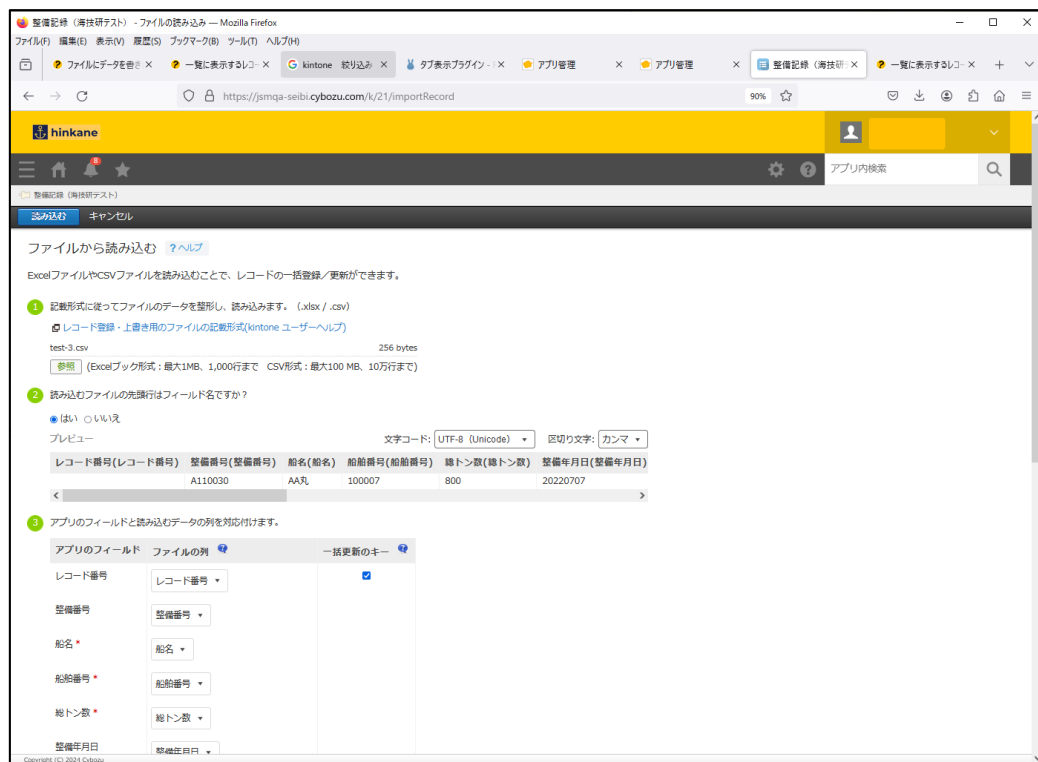 整備記録（海技研テスト） - ファイルの読み込み — Mozilla Firefox
ファイル(F) 編集(E) 表示(V) 履歴(S) ブックマーク(B) ツール(T) ヘルプ(H)
ファイルにデータを書き 一覧に表示するレコー kintone 絞り込み タブ表示プラグイン - アプリ管理 アプリ管理 整備記録（海技研 一覧に表示するレコー
https://jsmqa-seibi.cybozu.com/k/21/importRecord 90%
hinkane
8 アプリ内検索
整備記録（海技研テスト）
読み込む キャンセル
ファイルから読み込む ?ヘルプ
ExcelファイルやCSVファイルを読み込むことで、レコードの一括登録／更新ができます。
1 記載形式に従ってファイルのデータを整形し、読み込みます。（.xlsx / .csv）
レコード登録・上書き用のファイルの記載形式(kintone ユーザーヘルプ)
test-3.csv 256 bytes
参照 (Excelブック形式：最大1MB、1,000行まで CSV形式：最大100 MB、10万行まで)
2 読み込むファイルの先頭行はフィールド名ですか？
はい いいえ
プレビュー 文字コード: UTF-8（Unicode） 区切り文字: カンマ
レコード番号(レコード番号) 整備番号(整備番号) 船名(船名) 船舶番号(船舶番号) 総トン数(総トン数) 整備年月日(整備年月日)
A110030 AA丸 100007 800 20220707
3 アプリのフィールドと読み込むデータの列を対応付けます。
アプリのフィールド ファイルの列 ? 一括更新のキー ?
レコード番号 レコード番号
整備番号 整備番号
船名 * 船名
船舶番号 * 船舶番号
総トン数 * 総トン数
整備年月日 整備年月日
Copyright (C) 2024 Cybozu